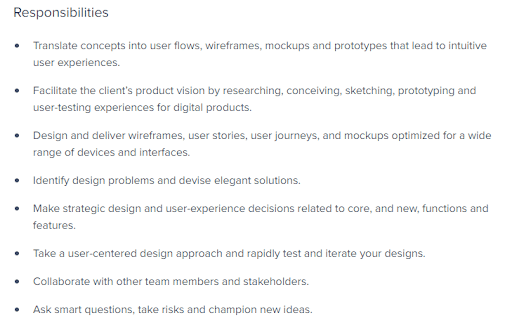 Responsibilities
• Translate concepts into user flows, wireframes, mockups and prototypes that lead to intuitive
user experiences.
• Facilitate the client's product vision by researching, conceiving, sketching, prototyping and
user-testing experiences for digital products.
• Design and deliver wireframes, user stories, user journeys, and mockups optimized for a wide
range of devices and interfaces.
• Identify design problems and devise elegant solutions.
• Make strategic design and user-experience decisions related to core, and new, functions and
features.
• Take a user-centered design approach and rapidly test and iterate your designs.
• Collaborate with other team members and stakeholders.
• Ask smart questions, take risks and champion new ideas.